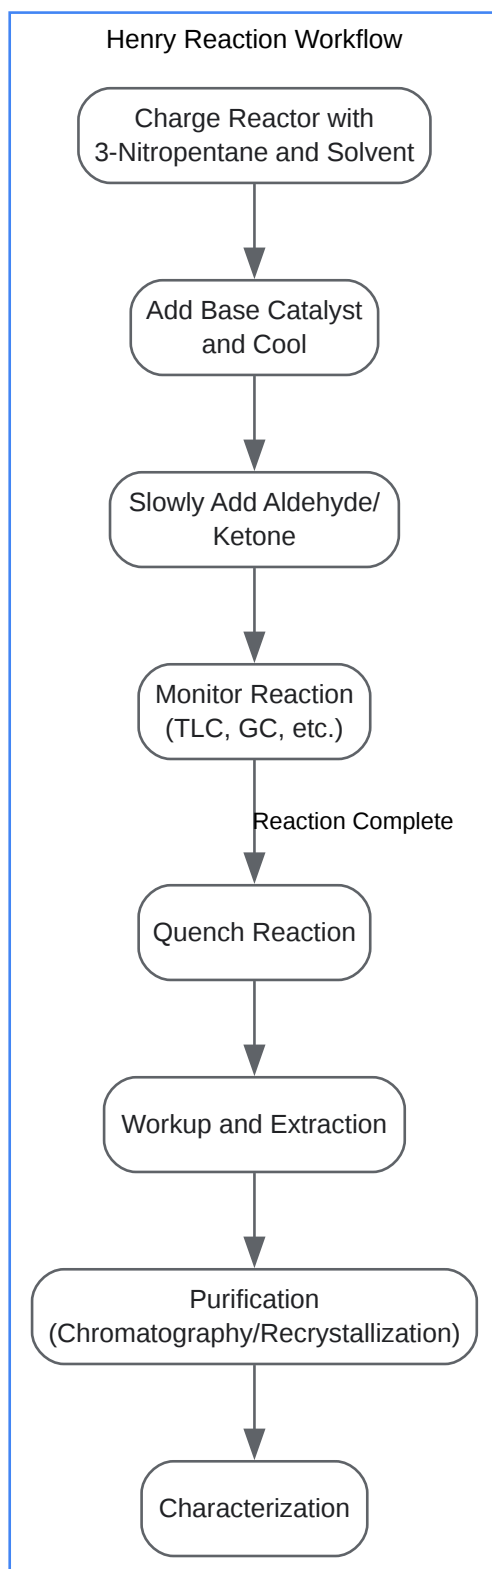 Henry Reaction Workflow
Charge Reactor with
3-Nitropentane and Solvent
Add Base Catalyst
and Cool
Slowly Add Aldehyde/
Ketone
Monitor Reaction
(TLC, GC, etc.)
Reaction Complete
Quench Reaction
Workup and Extraction
Purification
(Chromatography/Recrystallization)
Characterization